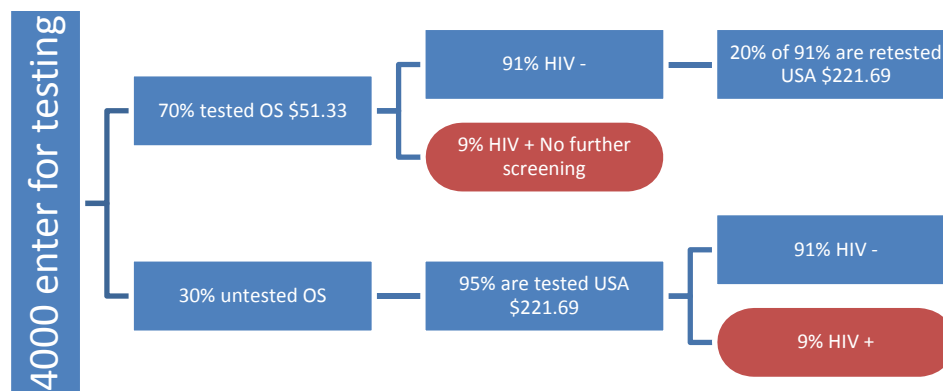 4000 enter for testing
70% tested OS $51.33
91% HIV -
20% of 91% are retested
USA $221.69
9% HIV + No further
screening
30% untested OS
95% are tested USA
$221.69
91% HIV -
9% HIV +